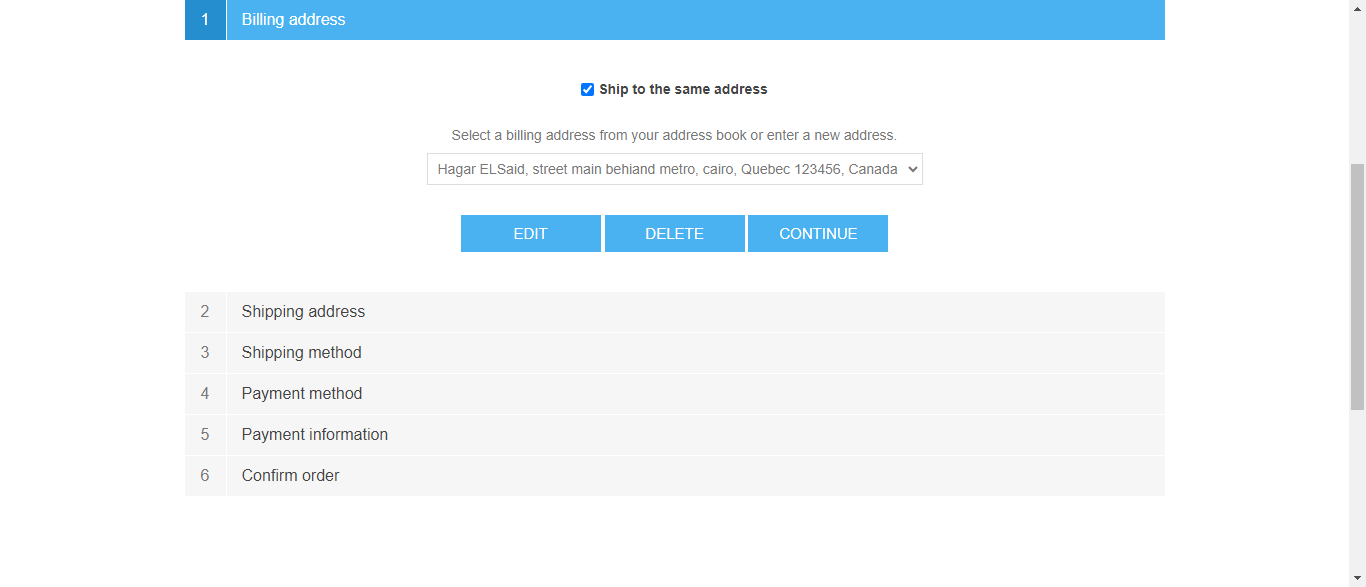 1 Billing address
Ship to the same address
Select a billing address from your address book or enter a new address.
Hagar ELSaid, street main behiand metro, cairo, Quebec 123456, Canada
EDIT DELETE CONTINUE
2 Shipping address
3 Shipping method
4 Payment method
5 Payment information
6 Confirm order